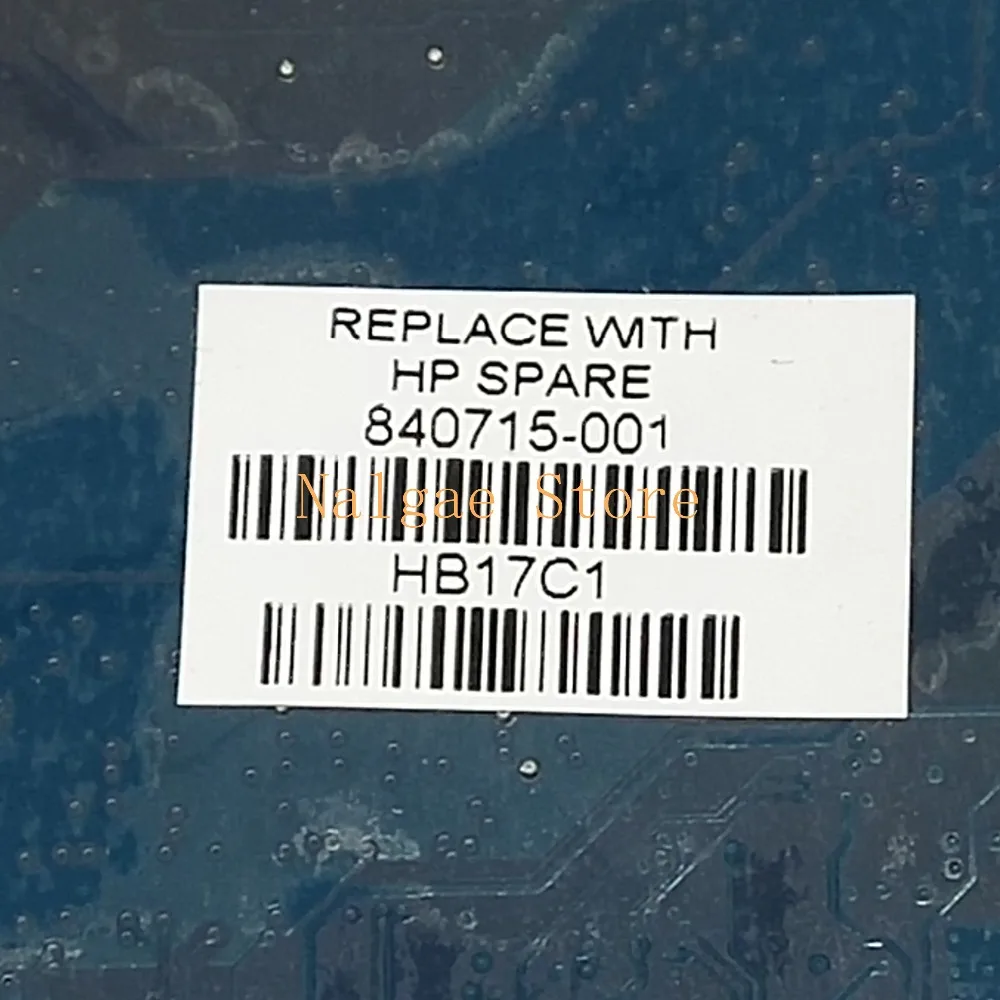 REPLACE WITH
HP SPARE
840715-001
Nalgae Store
HB17C1